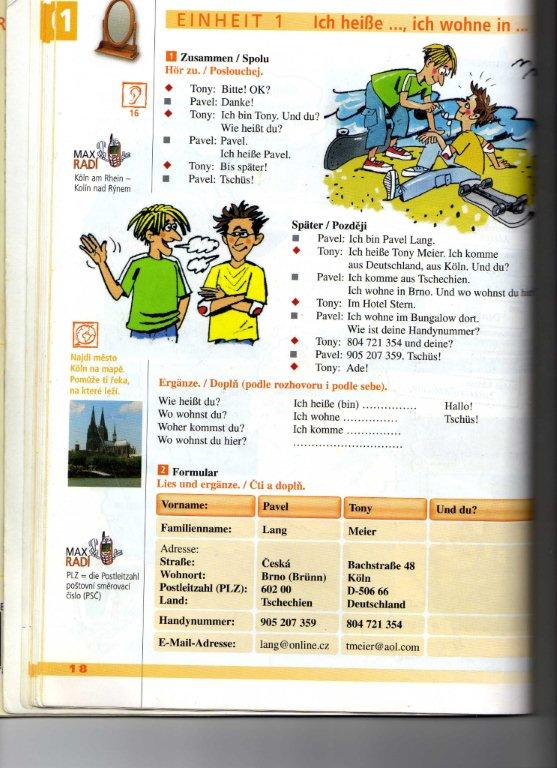 1
EINHEIT 1 Ich heiße ..., ich wohne in ...
1 Zusammen / Spolu
Hör zu. / Poslouchej.
Tony: Bitte! OK?
Pavel: Danke!
Tony: Ich bin Tony. Und du?
Wie heißt du?
Pavel: Pavel.
Ich heiße Pavel.
Tony: Bis später!
Pavel: Tschüs!
16
MAX
RADÍ
Köln am Rhein –
Kolín nad Rýnem
Später / Později
Pavel: Ich bin Pavel Lang.
Tony: Ich heiße Tony Meier. Ich komme
aus Deutschland, aus Köln. Und du?
Pavel: Ich komme aus Tschechien.
Ich wohne in Brno. Und wo wohnst du hier?
Tony: Im Hotel Stern.
Pavel: Ich wohne im Bungalow dort.
Wie ist deine Handynummer?
Tony: 804 721 354 und deine?
Pavel: 905 207 359. Tschüs!
Tony: Ade!
Najdi město
Köln na mapě.
Pomůže ti řeka,
na které leží.
Ergänze. / Doplň (podle rozhovoru i podle sebe).
Wie heißt du? Ich heiße (bin) ............... Hallo!
Wo wohnst du? Ich wohne ............... Tschüs!
Woher kommst du? Ich komme ...............
Wo wohnst du hier? ..............................
2 Formular
Lies und ergänze. / Čti a doplň.
Vorname: Pavel Tony Und du?
Familienname: Lang Meier
Adresse:
Straße: Česká Bachstraße 48
Wohnort: Brno (Brünn) Köln
Postleitzahl (PLZ): 602 00 D-506 66
Land: Tschechien Deutschland
Handynummer: 905 207 359 804 721 354
E-Mail-Adresse: lang@online.cz tmeier@aol.com
MAX
RADÍ
PLZ = die Postleitzahl
poštovní směrovací
číslo (PSČ)
18